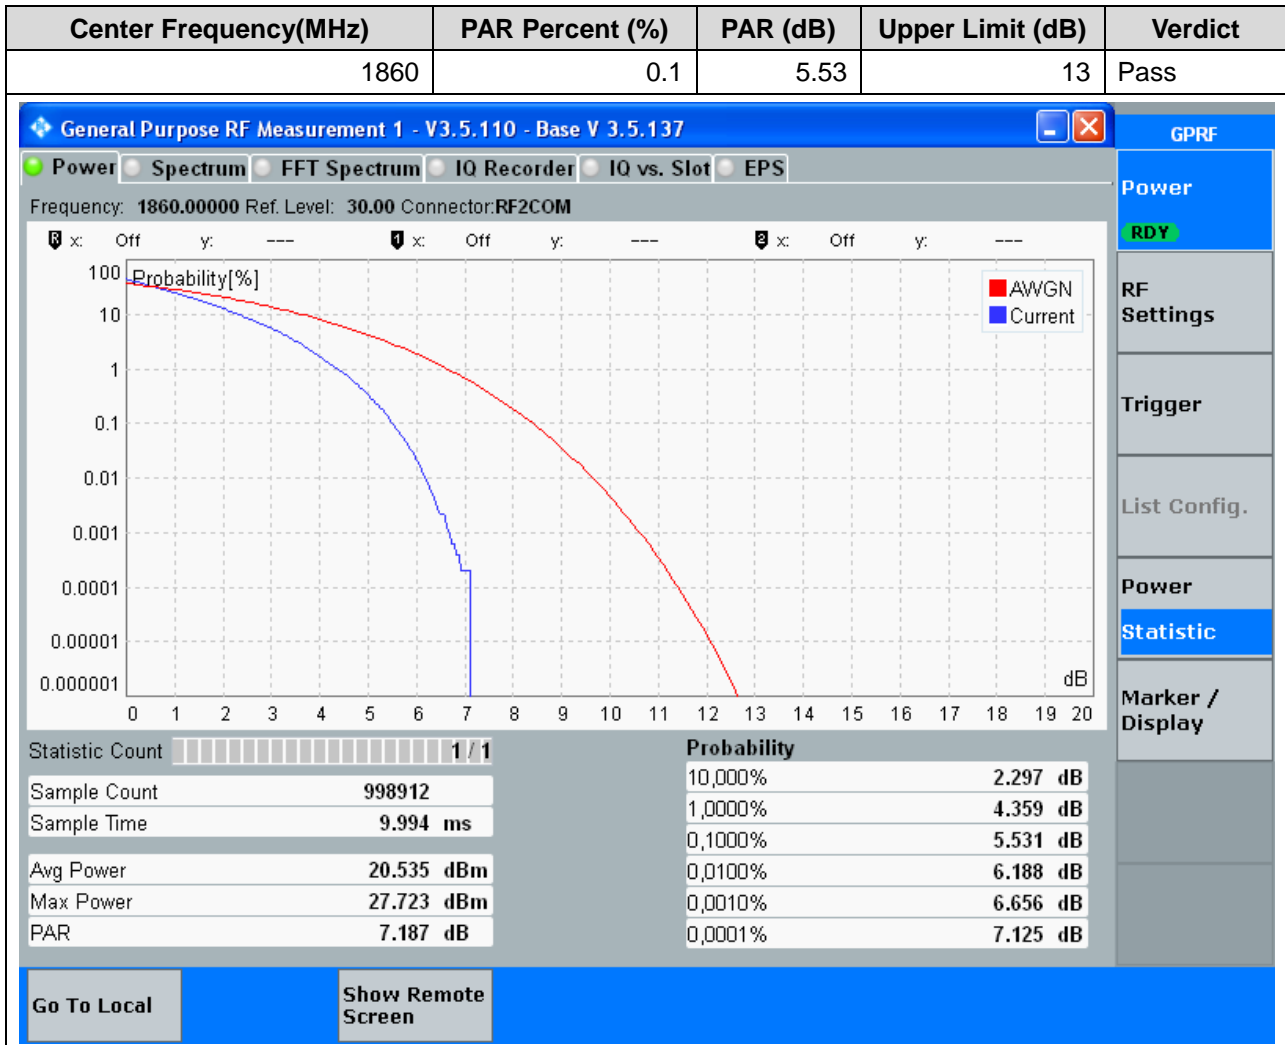 Center Frequency(MHz) PAR Percent (%) PAR (dB) Upper Limit (dB) Verdict
1860 0.1 5.53 13 Pass
General Purpose RF Measurement 1 - V3.5.110 - Base V 3.5.137
GPRF
Power Spectrum FFT Spectrum IQ Recorder IQ vs. Slot EPS
Frequency: 1860.00000 Ref. Level: 30.00 Connector:RF2COM
R x: Off y: --- 1 x: Off y: --- 2 x: Off y: ---
Probability[%]
AWGN
Current
100
10
1
0.1
0.01
0.001
0.0001
0.00001
0.000001
dB
0 1 2 3 4 5 6 7 8 9 10 11 12 13 14 15 16 17 18 19 20
Power
RDY
RF
Settings
Trigger
List Config.
Power
Statistic
Marker /
Display
Statistic Count 1 / 1
Sample Count 998912
Sample Time 9.994 ms
Avg Power 20.535 dBm
Max Power 27.723 dBm
PAR 7.187 dB
Probability
10,000% 2.297 dB
1,0000% 4.359 dB
0,1000% 5.531 dB
0,0100% 6.188 dB
0,0010% 6.656 dB
0,0001% 7.125 dB
Go To Local
Show Remote
Screen